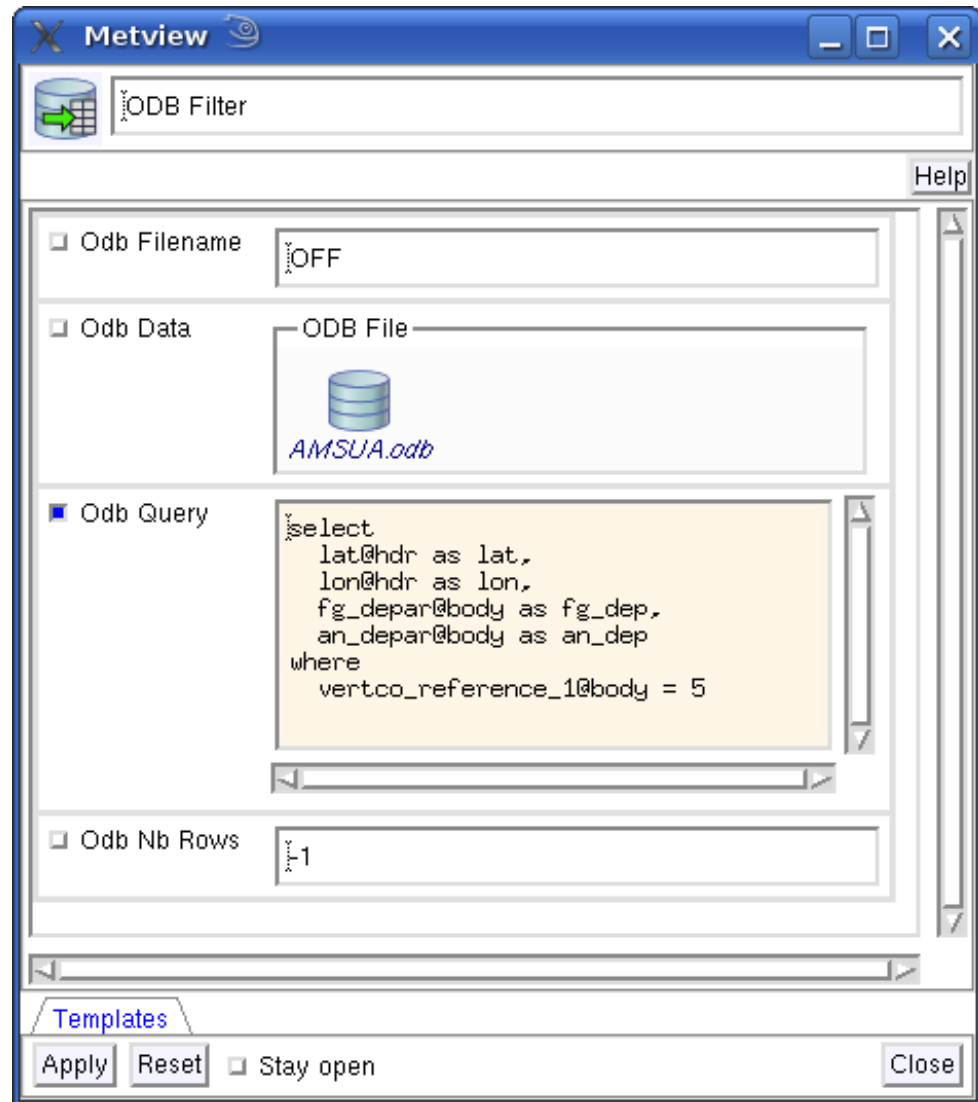 Metview
ODB Filter
Help
Odb Filename
OFF
Odb Data
ODB File
AMSUA.odb
Odb Query
select
lat@hdr as lat,
lon@hdr as lon,
fg_depar@body as fg_dep,
an_depar@body as an_dep
where
vertco_reference_1@body = 5
Odb Nb Rows
-1
Templates
Apply Reset Stay open Close